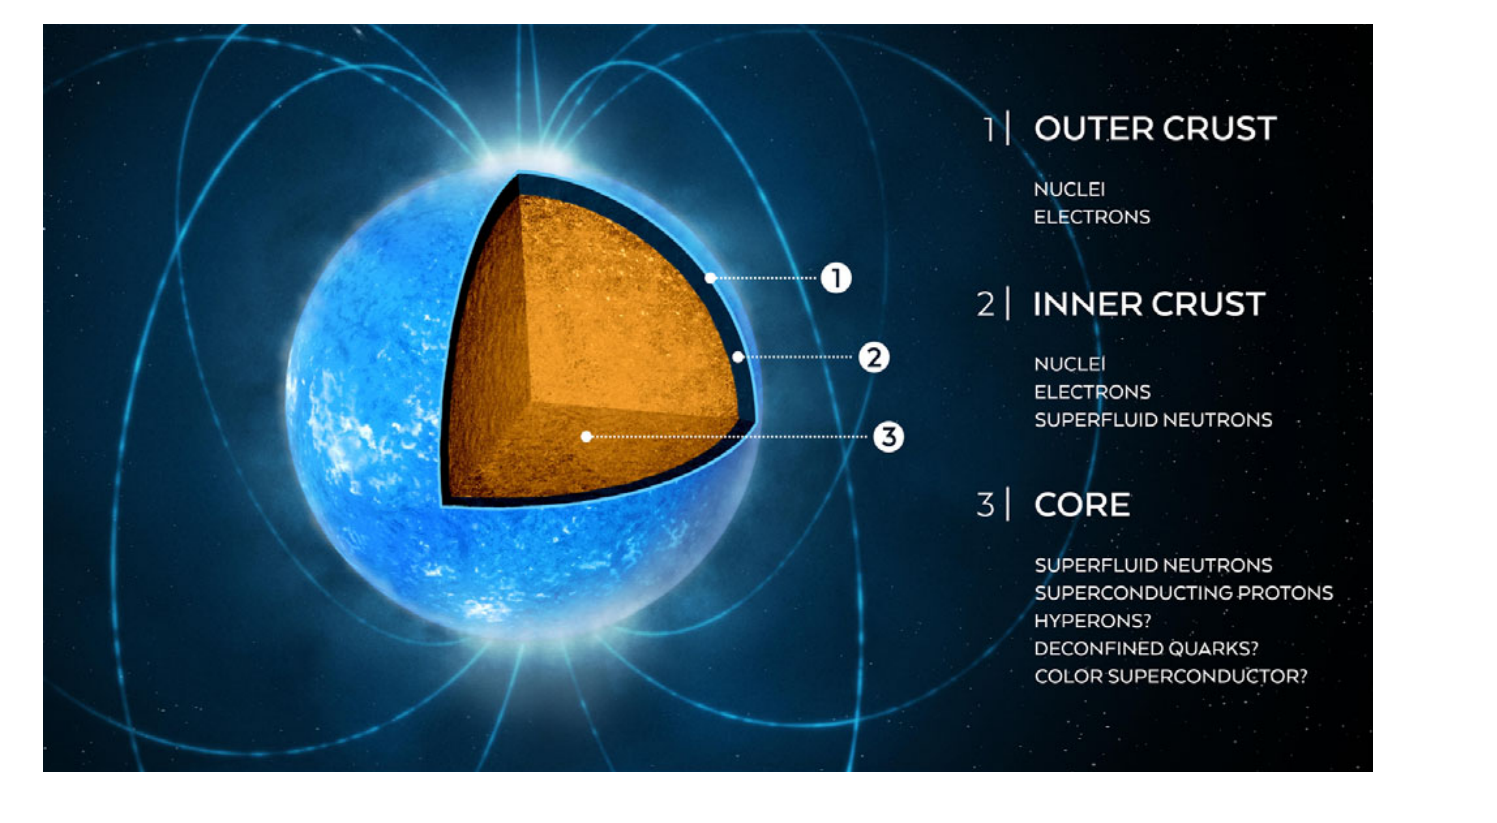 1 | OUTER CRUST
NUCLEI
ELECTRONS
1
2 | INNER CRUST
2
NUCLEI
ELECTRONS
SUPERFLUID NEUTRONS
3
3 | CORE
SUPERFLUID NEUTRONS
SUPERCONDUCTING PROTONS
HYPERONS?
DECONFINED QUARKS?
COLOR SUPERCONDUCTOR?